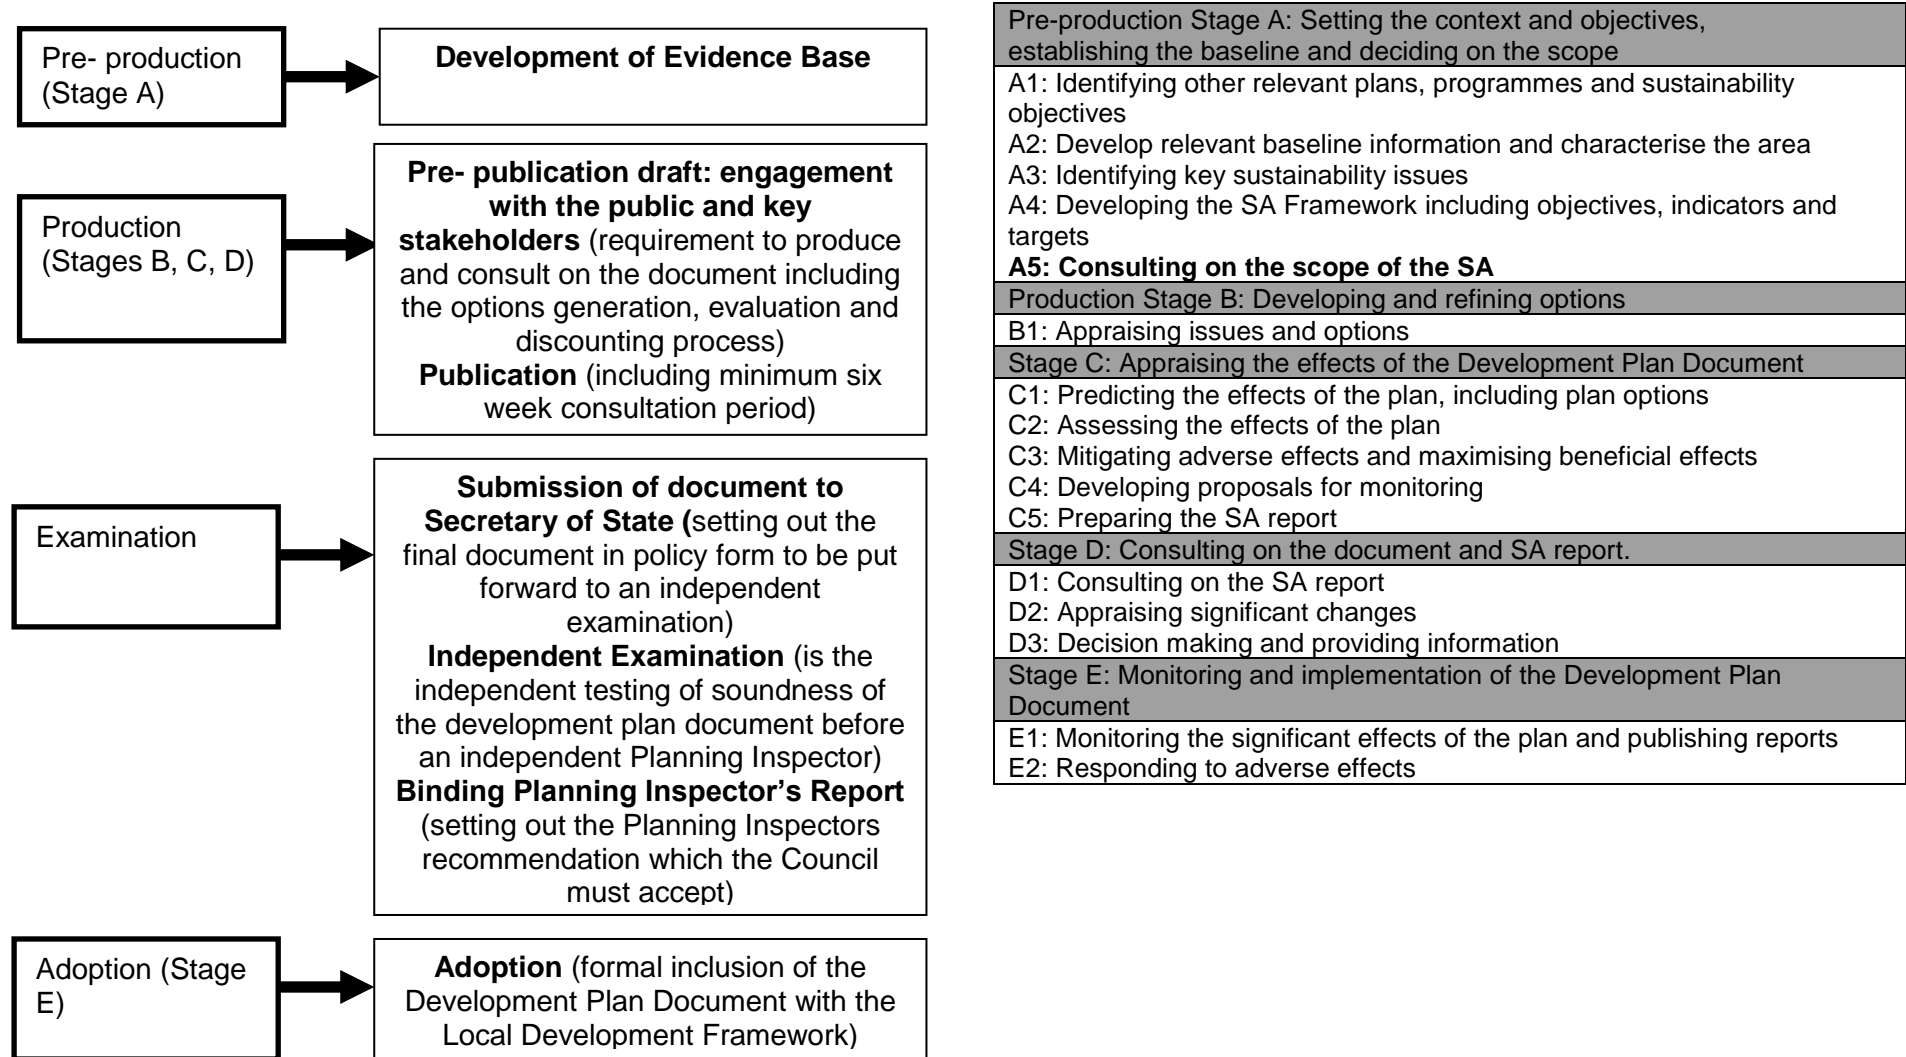 Pre- production
(Stage A)
Development of Evidence Base
Production
(Stages B, C, D)
Pre- publication draft: engagement
with the public and key
stakeholders (requirement to produce
and consult on the document including
the options generation, evaluation and
discounting process)
Publication (including minimum six
week consultation period)
Examination
Submission of document to
Secretary of State (setting out the
final document in policy form to be put
forward to an independent
examination)
Independent Examination (is the
independent testing of soundness of
the development plan document before
an independent Planning Inspector)
Binding Planning Inspector’s Report
(setting out the Planning Inspectors
recommendation which the Council
must accept)
Adoption (Stage
E)
Adoption (formal inclusion of the
Development Plan Document with the
Local Development Framework)
Pre-production Stage A: Setting the context and objectives,
establishing the baseline and deciding on the scope
A1: Identifying other relevant plans, programmes and sustainability
objectives
A2: Develop relevant baseline information and characterise the area
A3: Identifying key sustainability issues
A4: Developing the SA Framework including objectives, indicators and
targets
A5: Consulting on the scope of the SA
Production Stage B: Developing and refining options
B1: Appraising issues and options
Stage C: Appraising the effects of the Development Plan Document
C1: Predicting the effects of the plan, including plan options
C2: Assessing the effects of the plan
C3: Mitigating adverse effects and maximising beneficial effects
C4: Developing proposals for monitoring
C5: Preparing the SA report
Stage D: Consulting on the document and SA report.
D1: Consulting on the SA report
D2: Appraising significant changes
D3: Decision making and providing information
Stage E: Monitoring and implementation of the Development Plan
Document
E1: Monitoring the significant effects of the plan and publishing reports
E2: Responding to adverse effects